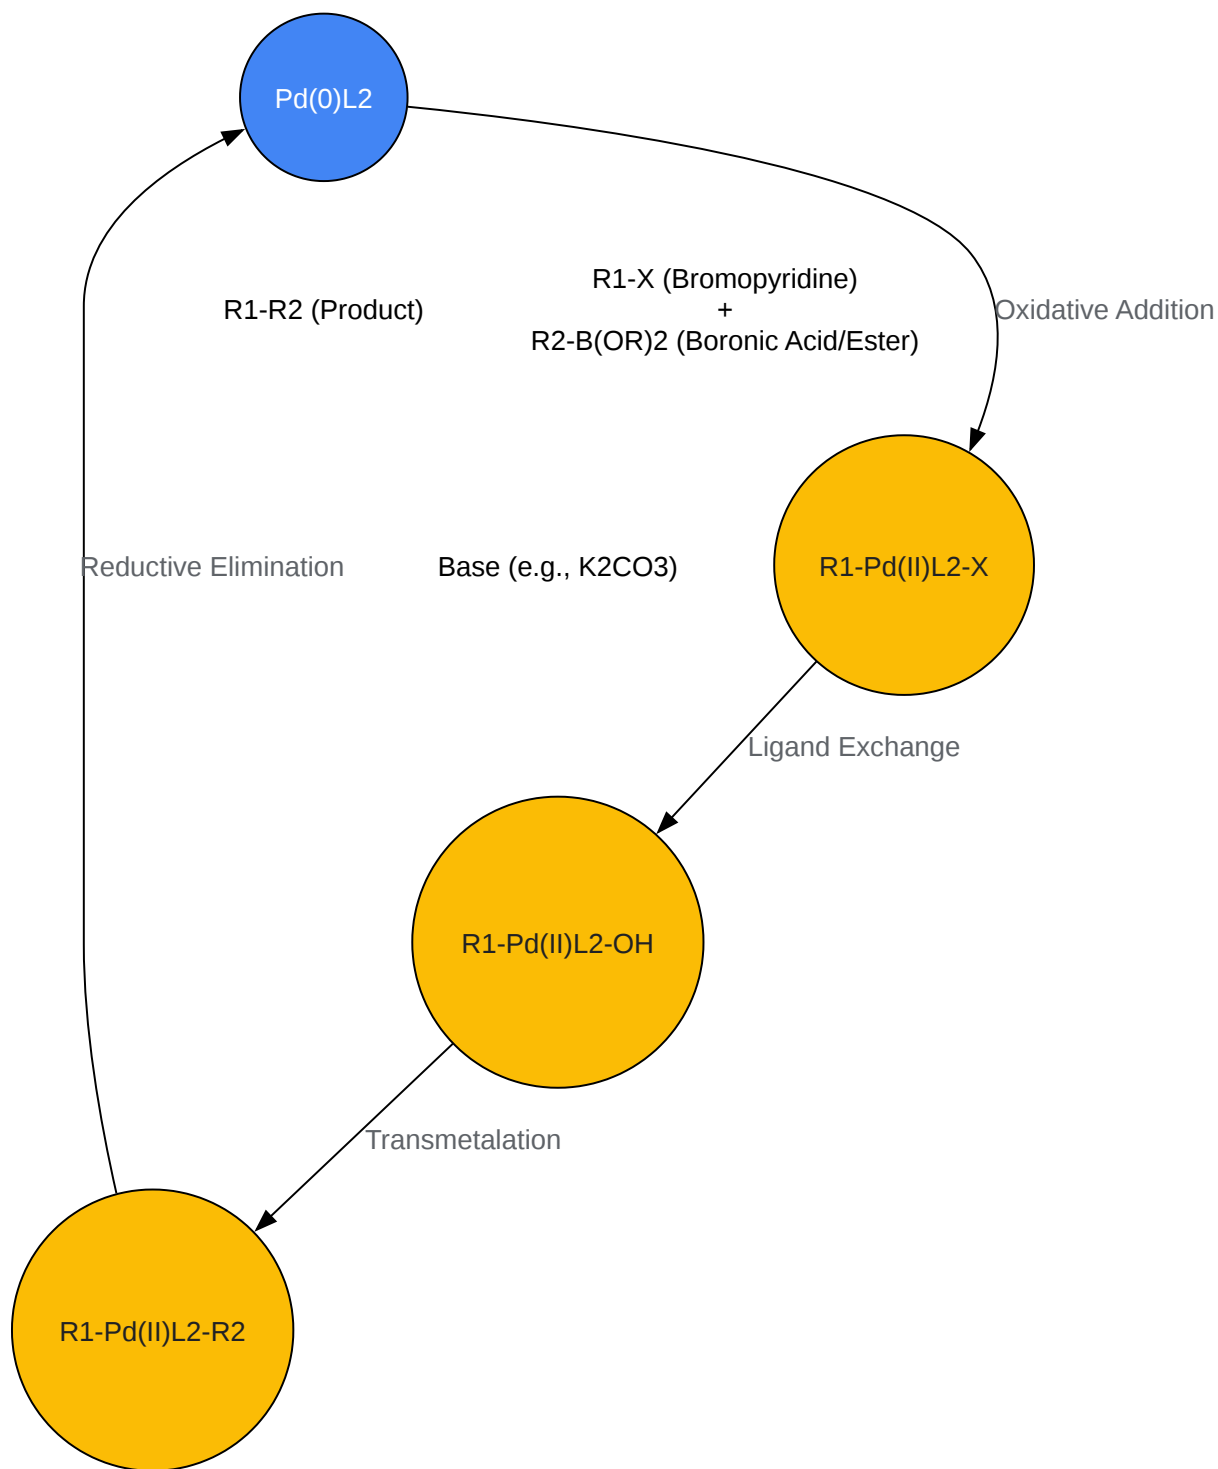 Pd(0)L2
R1-X (Bromopyridine)
+
R2-B(OR)2 (Boronic Acid/Ester)
R1-R2 (Product)
Oxidative Addition
Reductive Elimination
Base (e.g., K2CO3)
R1-Pd(II)L2-X
Ligand Exchange
R1-Pd(II)L2-OH
Transmetalation
R1-Pd(II)L2-R2